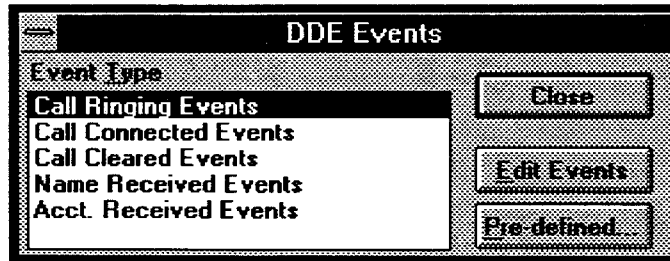 DDE Events
Event Type
Call Ringing Events
Call Connected Events
Call Cleared Events
Name Received Events
Acct. Received Events
Close
Edit Events
Pre-defined...